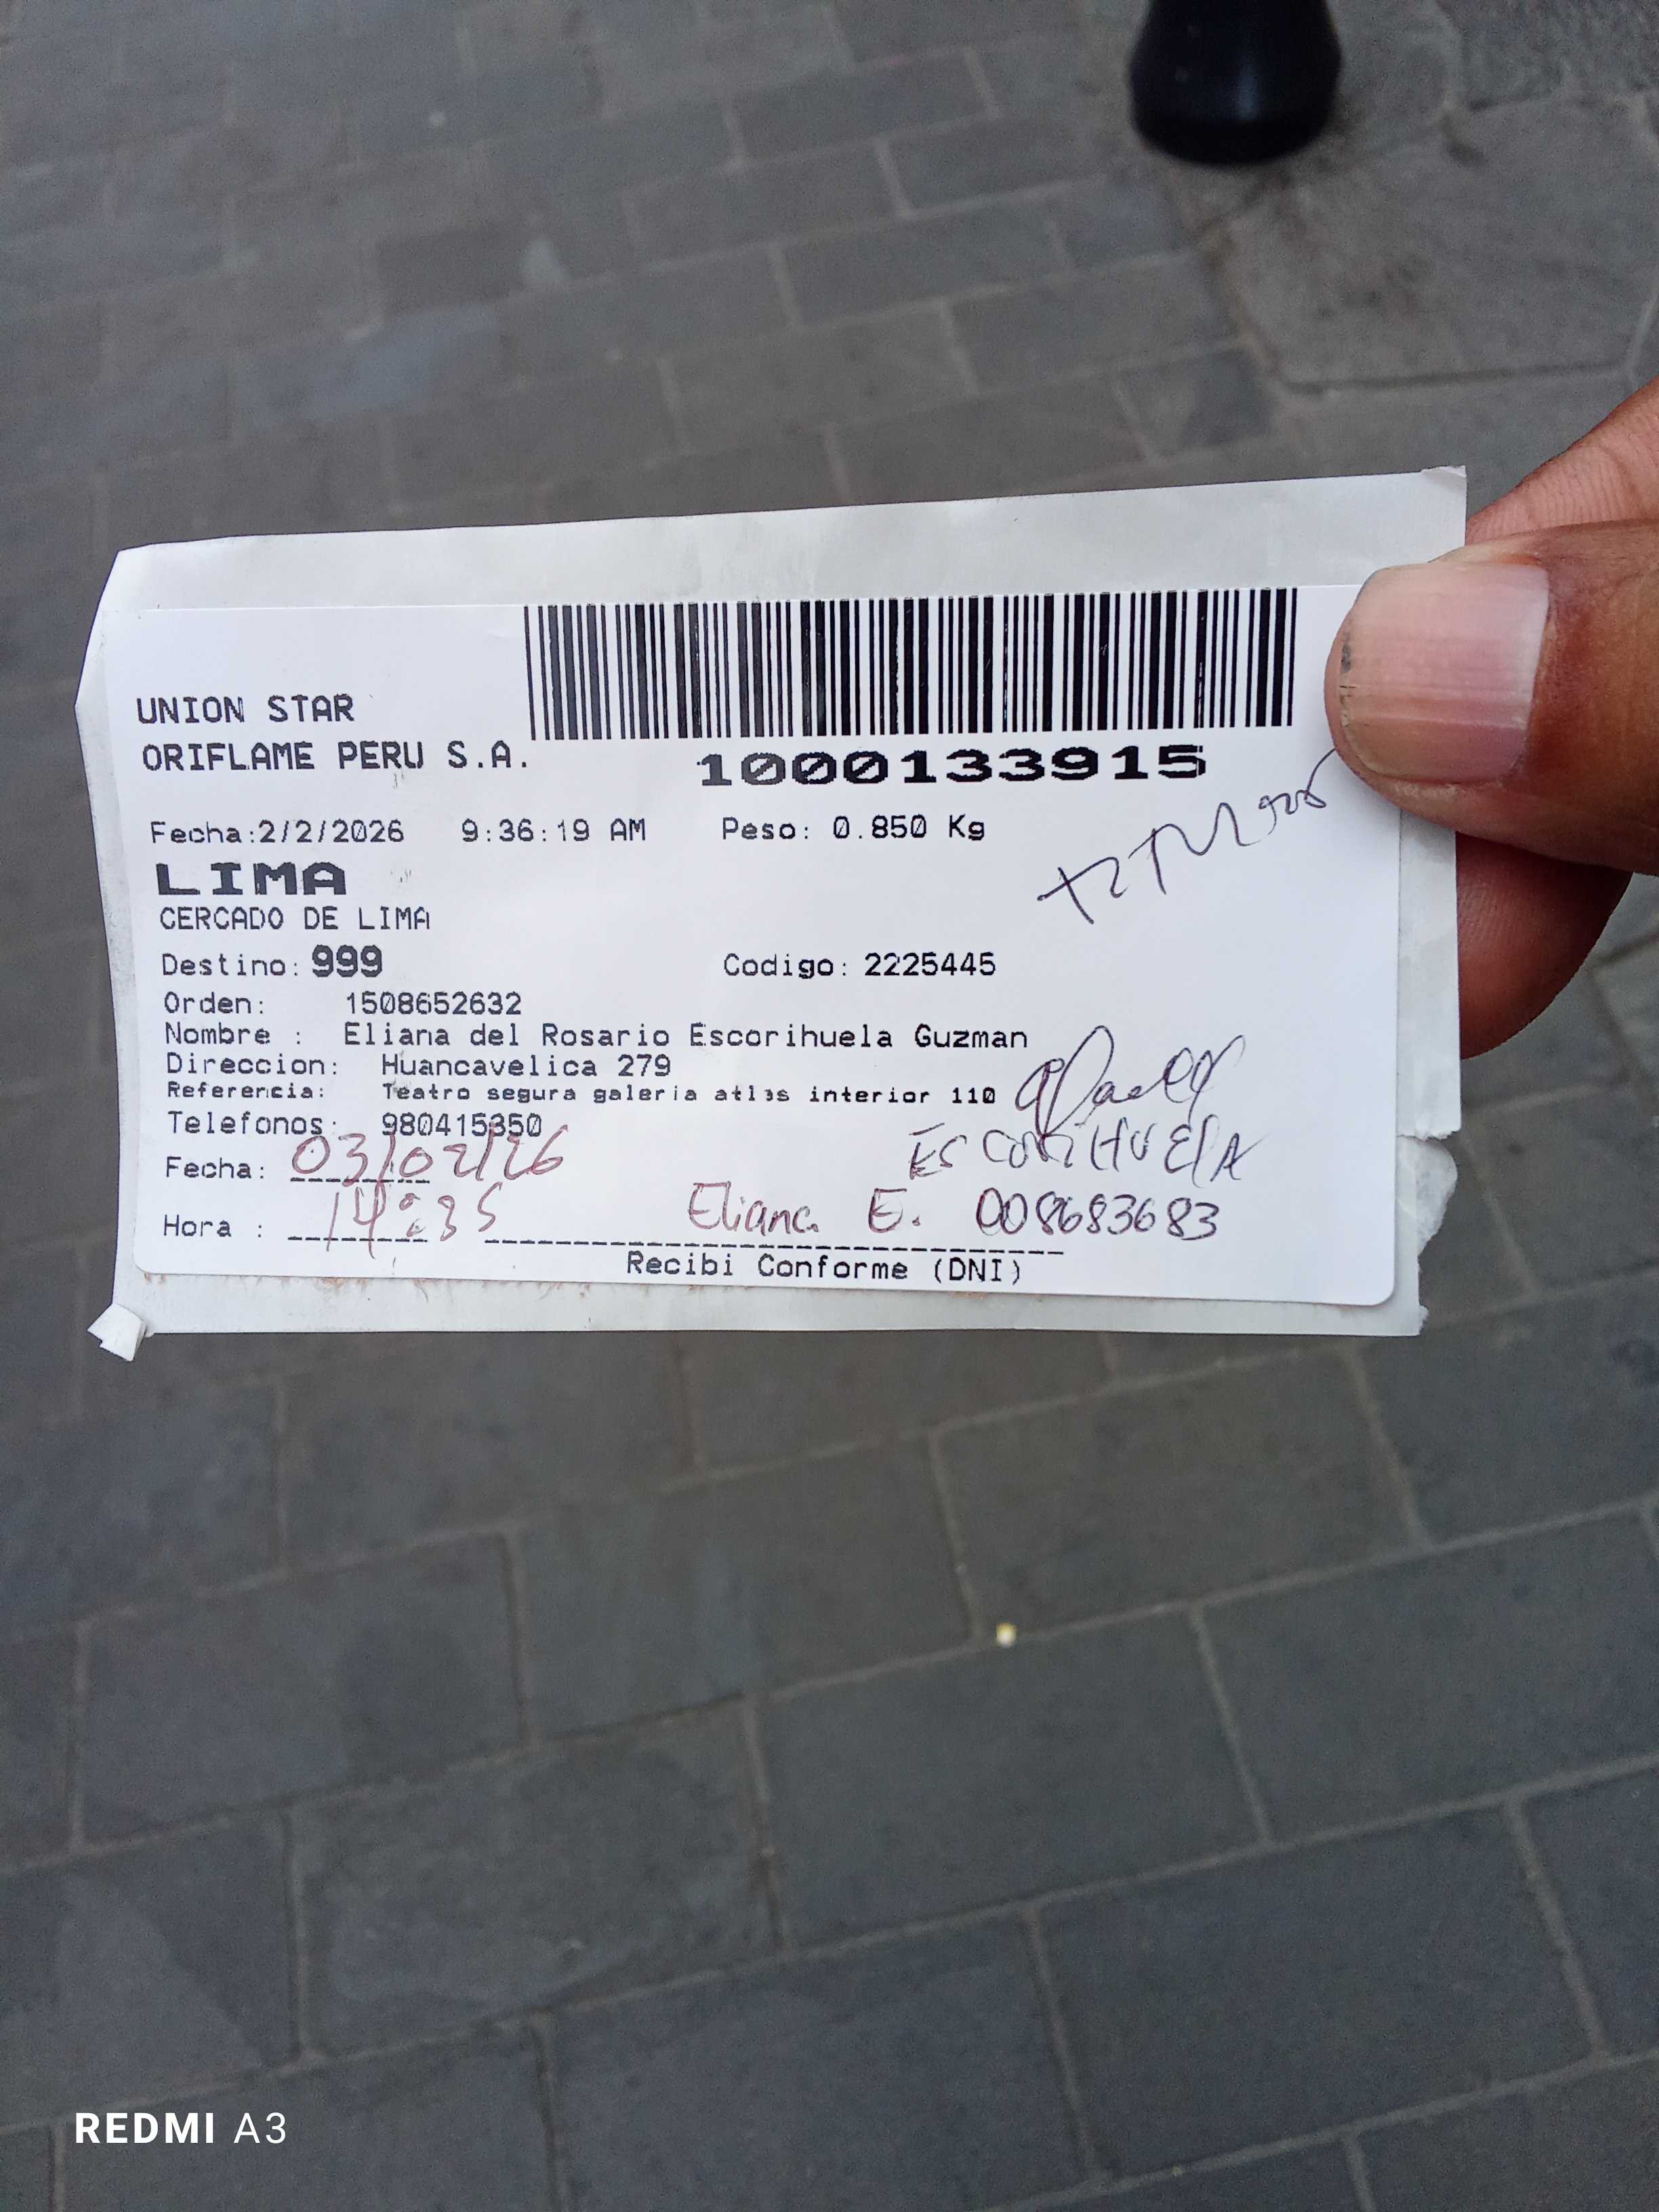 UNION STAR
ORIFLAME PERU S.A.
1000133915
Fecha:2/2/2026 9:36:19 AM Peso: 0.850 Kg
LIMA
CERCADO DE LIMA
Destino: 999 Codigo: 2225445
Orden: 1508652632
Nombre : Eliana del Rosario Escorihuela Guzman
Direccion: Huancavelica 279
Referencia: Teatro segura galeria atlas interior 110
Telefonos: 980415350
ESCORIHUElA
Fecha: 03/02/26
Eliana E. 008683683
Hora : 14:35
Recibi Conforme (DNI)
REDMI A3